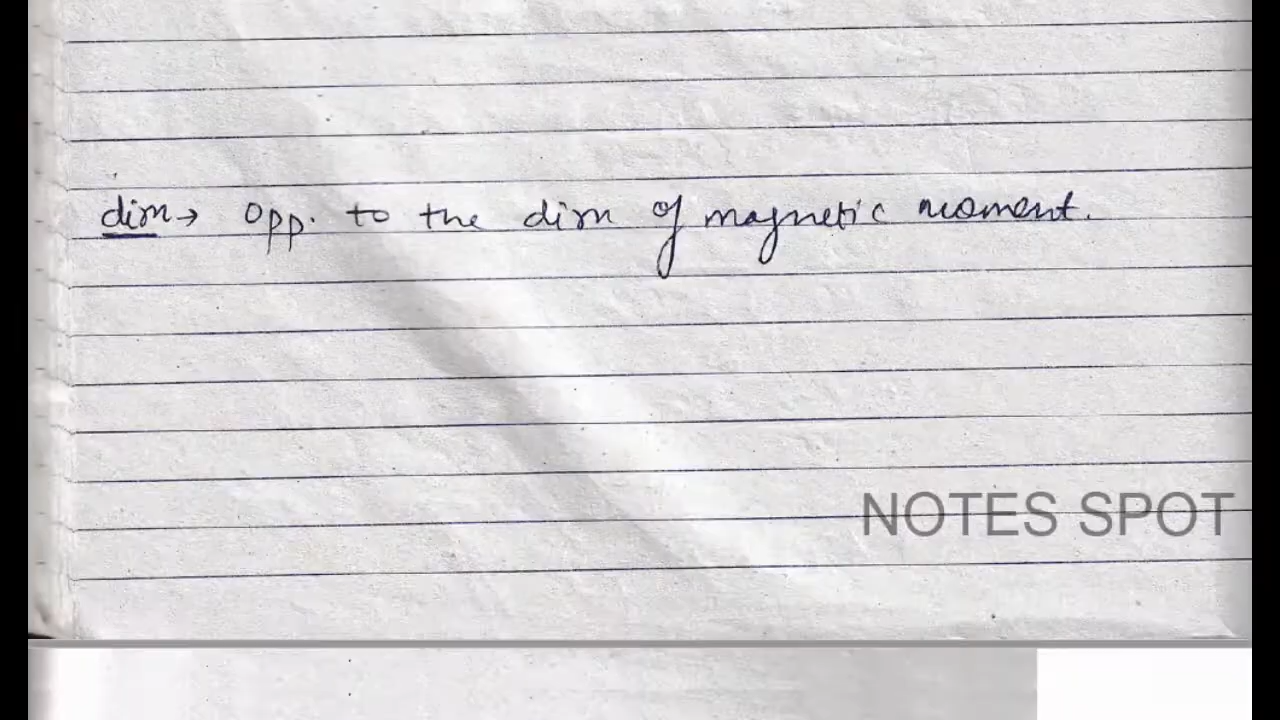 dirn → Opp. to the dirn of magnetic moment.
NOTES SPOT